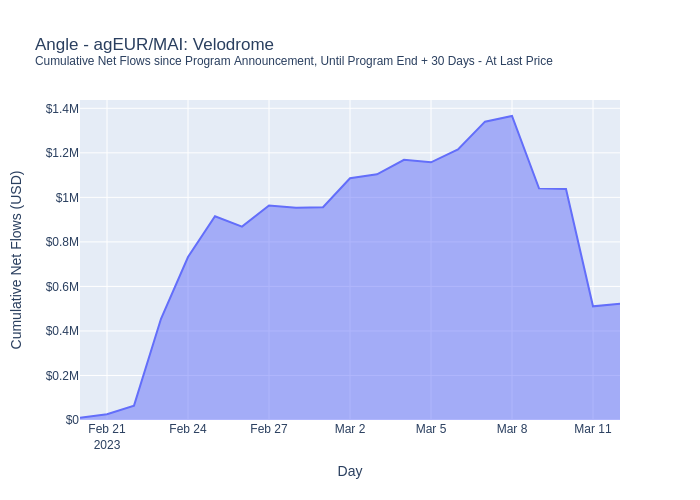 Angle - agEUR/MAI: Velodrome
Cumulative Net Flows since Program Announcement, Until Program End + 30 Days - At Last Price
Cumulative Net Flows (USD)
$1.4M
$1.2M
$1M
$0.8M
$0.6M
$0.4M
$0.2M
$0
Feb 21
2023
Feb 24
Feb 27
Mar 2
Mar 5
Mar 8
Mar 11
Day